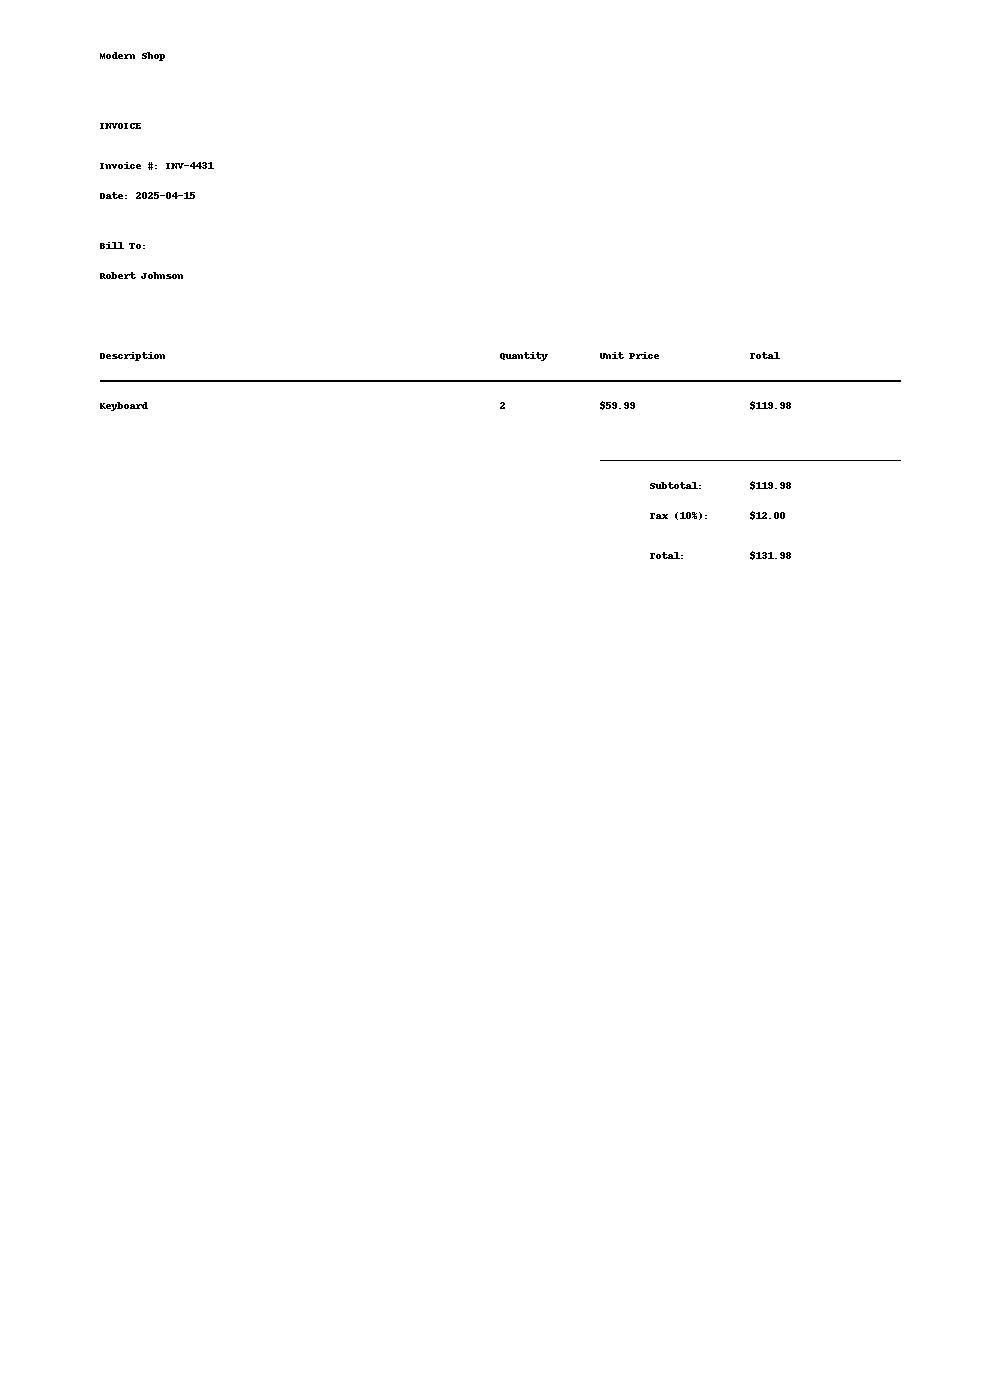 Modern Shop
INVOICE
Invoice #: INV-4431
Date: 2025-04-15
Bill To:
Robert Johnson
Description Quantity Unit Price Total
Keyboard 2 $59.99 $119.98
Subtotal: $119.98
Tax (10%): $12.00
Total: $131.98